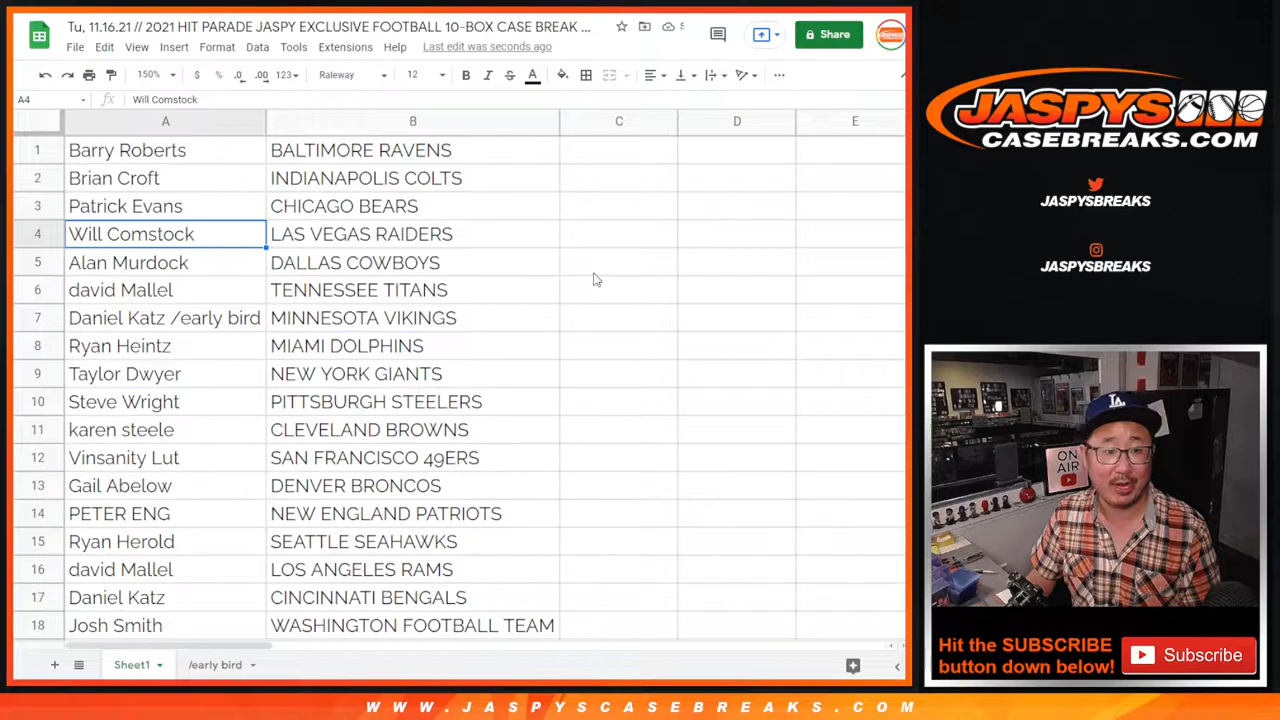 Tu, 11.16.21 // 2021 HIT PARADE JASPY EXCLUSIVE FOOTBALL 10-BOX CASE BREAK ...
Share
File Edit View Insert Format Data Tools Extensions Help Last edit was seconds ago
150% $ % .0 .00 123 Raleway 12 B I S A
A4 fx Will Comstock
A B C D E
1 Barry Roberts BALTIMORE RAVENS
2 Brian Croft INDIANAPOLIS COLTS
3 Patrick Evans CHICAGO BEARS
4 Will Comstock LAS VEGAS RAIDERS
5 Alan Murdock DALLAS COWBOYS
6 david Mallel TENNESSEE TITANS
7 Daniel Katz /early bird MINNESOTA VIKINGS
8 Ryan Heintz MIAMI DOLPHINS
9 Taylor Dwyer NEW YORK GIANTS
10 Steve Wright PITTSBURGH STEELERS
11 karen steele CLEVELAND BROWNS
12 Vinsanity Lut SAN FRANCISCO 49ERS
13 Gail Abelow DENVER BRONCOS
14 PETER ENG NEW ENGLAND PATRIOTS
15 Ryan Herold SEATTLE SEAHAWKS
16 david Mallel LOS ANGELES RAMS
17 Daniel Katz CINCINNATI BENGALS
18 Josh Smith WASHINGTON FOOTBALL TEAM
Sheet1 /early bird
JASPYS
CASEBREAKS.COM
JASPYSBREAKS
JASPYSBREAKS
LA
ON
AIR
Hit the SUBSCRIBE
button down below!
Subscribe
WWW.JASPYSCASEBREAKS.COM